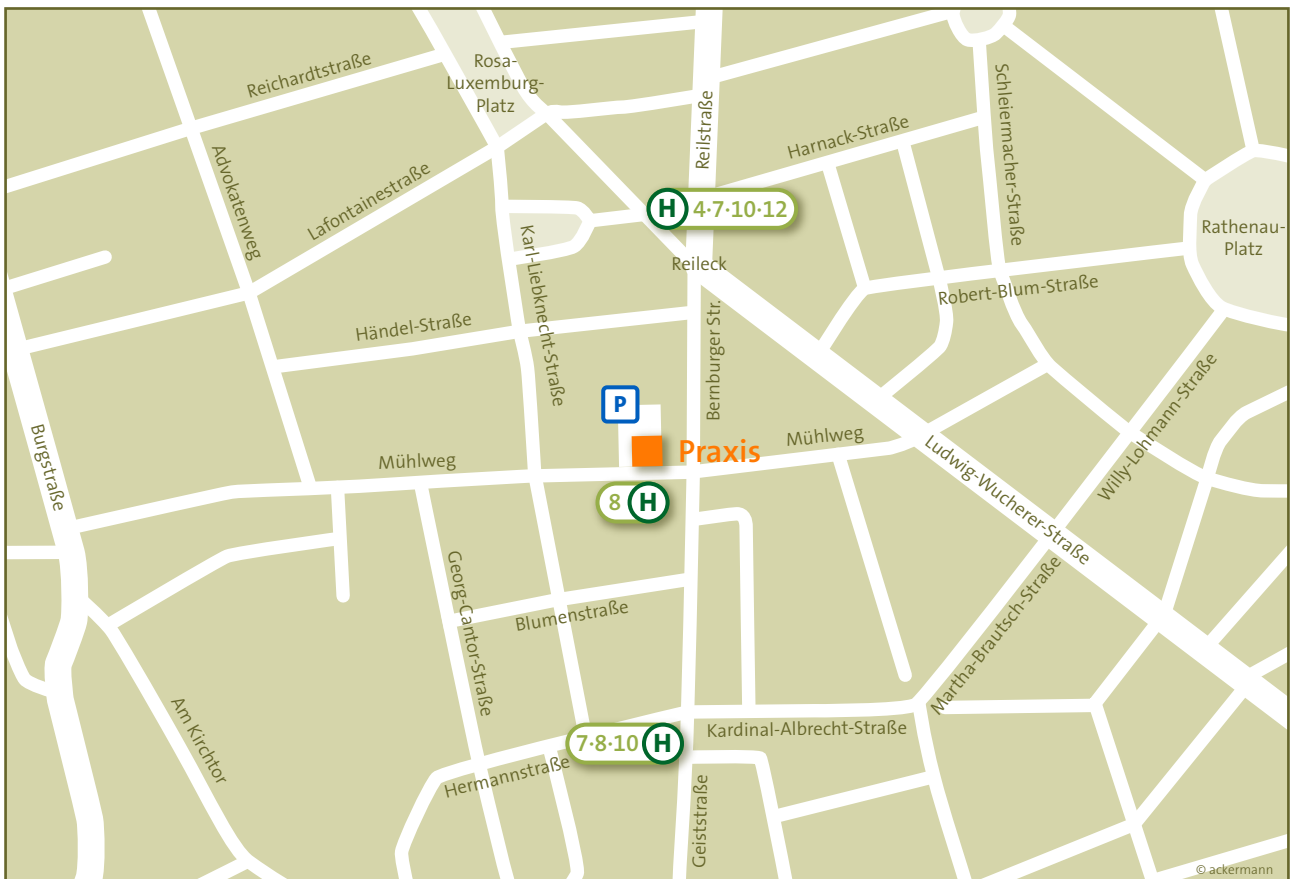 Reichardtstraße
Rosa-
Luxemburg-
Platz
Reilstraße
Schleiermacher-Straße
Harnack-Straße
Advokatenweg
Lafontainestraße
H 4·7·10·12
Rathenau-
Platz
Karl-Liebknecht-Straße
Reileck
Robert-Blum-Straße
Händel-Straße
Bernburger Str.
Willy-Lohmann-Straße
P
Burgstraße
Mühlweg
Praxis
Mühlweg
Ludwig-Wucherer-Straße
8 H
Georg-Cantor-Straße
Blumenstraße
Martha-Brautsch-Straße
Am Kirchtor
7·8·10 H
Kardinal-Albrecht-Straße
Hermannstraße
Geiststraße
© ackermann